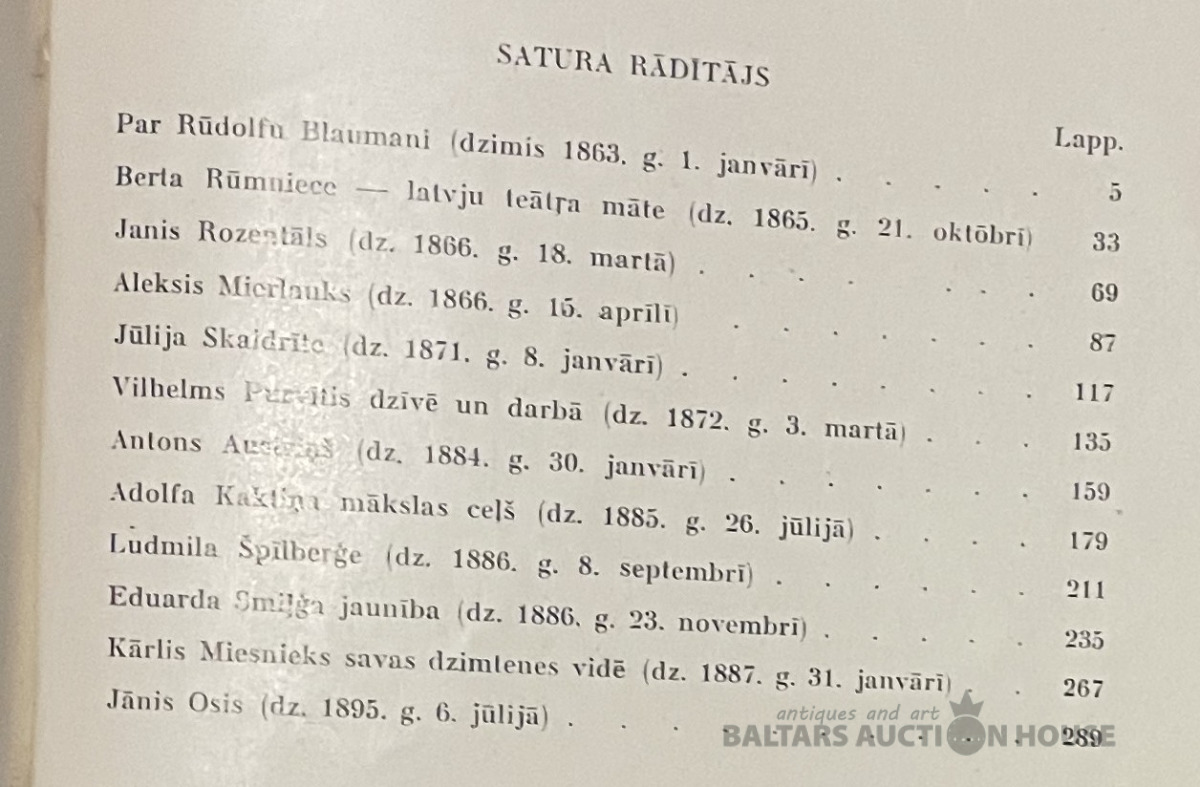 SATURA RĀDĪTĀJS
Lapp.
Par Rūdolfu Blaumani (dzimis 1863. g. 1. janvārī) . . . . . 5
Berta Rūmniece — latvju teātŗa māte (dz. 1865. g. 21. oktōbrī) 33
Janis Rozentāls (dz. 1866. g. 18. martā) . . . . . . . 69
Aleksis Mierlauks (dz. 1866. g. 15. aprīlī) . . . . . . . 87
Jūlija Skaidrīte (dz. 1871. g. 8. janvārī) . . . . . . . . 117
Vilhelms Purvītis dzīvē un darbā (dz. 1872. g. 3. martā) . . . 135
Antons (dz. 1884. g. 30. janvārī) . . . . . . . 159
Adolfa Kaktiņa mākslas ceļš (dz. 1885. g. 26. jūlijā) . . . . 179
Ludmila Špīlberģe (dz. 1886. g. 8. septembrī) . . . . . . 211
Eduarda Smiļģa jaunība (dz. 1886. g. 23. novembrī) . . . . . 235
Kārlis Miesnieks savas dzimtenes vidē (dz. 1887. g. 31. janvārī) . . 267
Jānis Osis (dz. 1895. g. 6. jūlijā) . . . . . . . . . 289
antiques and art
BALTARS AUCTION HOUSE